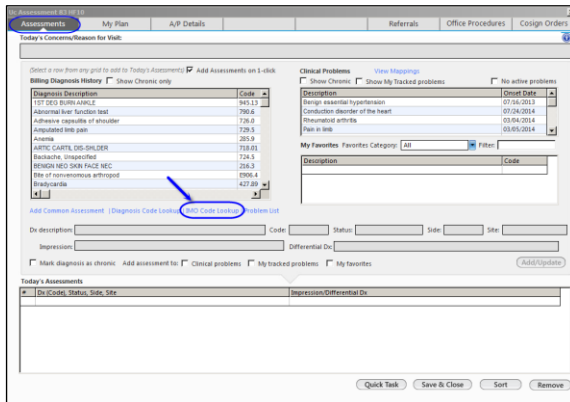 Assessments My Plan A/P Details Referrals Office Procedures Cosign Orders
Today's Concerns/Reason for Visit:
(Select a row from any grid to add to Today's Assessments) Add Assessments on 1-click
Clinical Problems View Mappings
Billing Diagnosis History Show Chronic only
Show Chronic Show My Tracked problems No active problems
Diagnosis Description Code
1ST DEG BURN ANKLE 945.13
Abnormal liver function test 790.6
Adhesive capsulitis of shoulder 726.0
Amputated limb pain 729.5
Anemia 285.9
ARTIC CARTIL DIS-SHLDER 718.01
Backache, Unspecified 724.5
BENIGN NEO SKIN FACE NEC 216.3
Bite of nonvenomous arthropod E906.4
Bradycardia 427.89
Description Onset Date
Benign essential hypertension 07/16/2013
Conduction disorder of the heart 07/24/2014
Rheumatoid arthritis 03/04/2014
Pain in limb 03/05/2014
My Favorites Favorites Category: All Filter:
Description Code
Add Common Assessment | Diagnosis Code Lookup | IMO Code Lookup | Problem List
Dx description: Code: Status: Side: Site:
Impression: Differential Dx:
Mark diagnosis as chronic Add assessment to: Clinical problems My tracked problems My favorites Add/Update
Today's Assessments
# Dx (Code), Status, Side, Site Impression/Differential Dx
Quick Task Save & Close Sort Remove